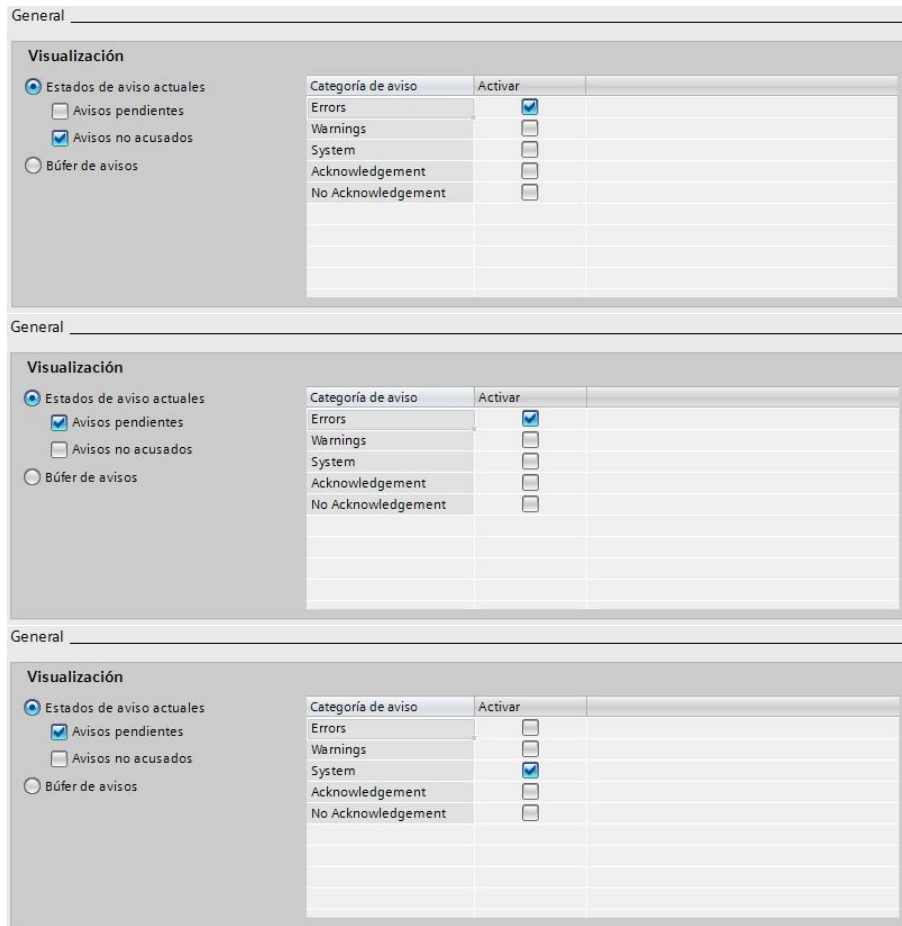 General
Visualización
Estados de aviso actuales
Avisos pendientes
Avisos no acusados
Búfer de avisos
Categoría de aviso Activar
Errors
Warnings
System
Acknowledgement
No Acknowledgement
General
Visualización
Estados de aviso actuales
Avisos pendientes
Avisos no acusados
Búfer de avisos
Categoría de aviso Activar
Errors
Warnings
System
Acknowledgement
No Acknowledgement
General
Visualización
Estados de aviso actuales
Avisos pendientes
Avisos no acusados
Búfer de avisos
Categoría de aviso Activar
Errors
Warnings
System
Acknowledgement
No Acknowledgement